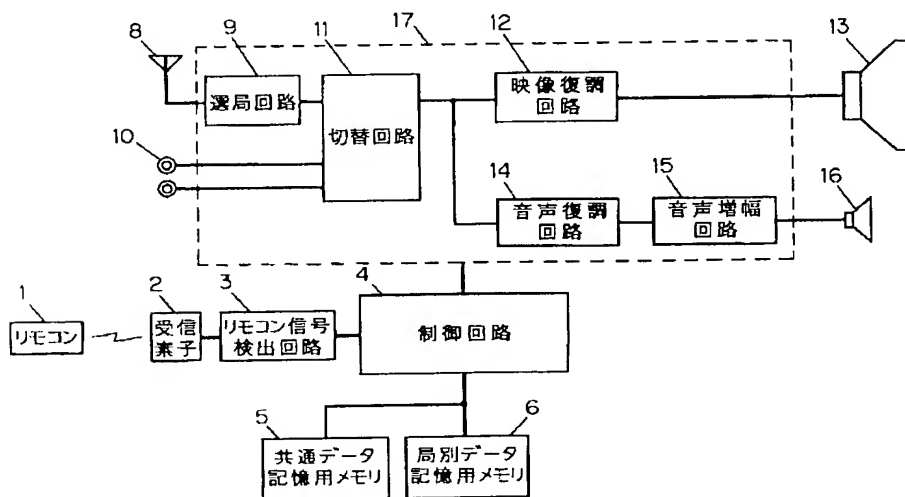 8
9
選局回路
11
切替回路
17
12
映像復調
回路
13
10
14
音声復調
回路
15
音声増幅
回路
16
1
リモコン
2
受信
素子
3
リモコン信号
検出回路
4
制御回路
5
共通データ
記憶用メモリ
6
局別データ
記憶用メモリ